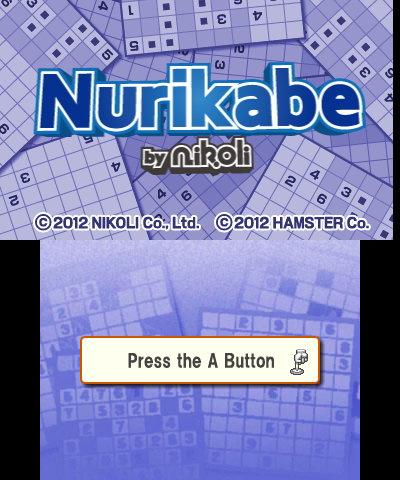 Nurikabe
by nikoli
© 2012 NIKOLI Co., Ltd. © 2012 HAMSTER Co.
Press the A Button